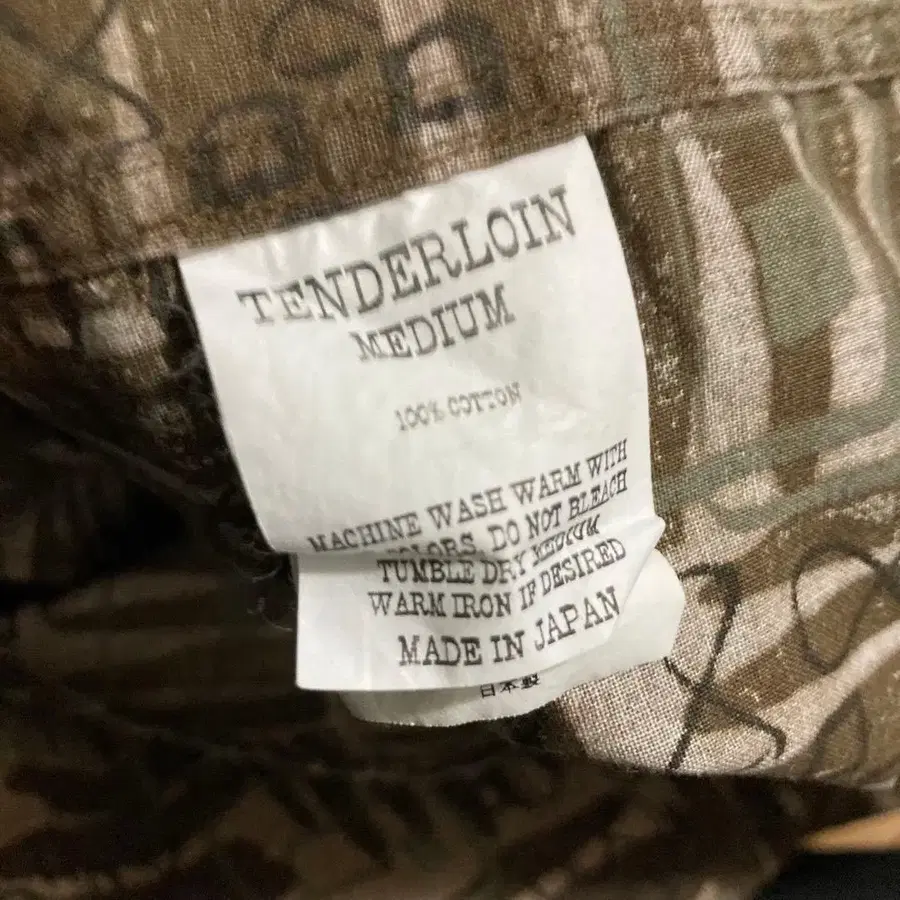 TENDERLOIN
MEDIUM
100% COTTON
MACHINE WASH WARM WITH
COLORS. DO NOT BLEACH
TUMBLE DRY MEDIUM
WARM IRON IF DESIRED
MADE IN JAPAN
日本製